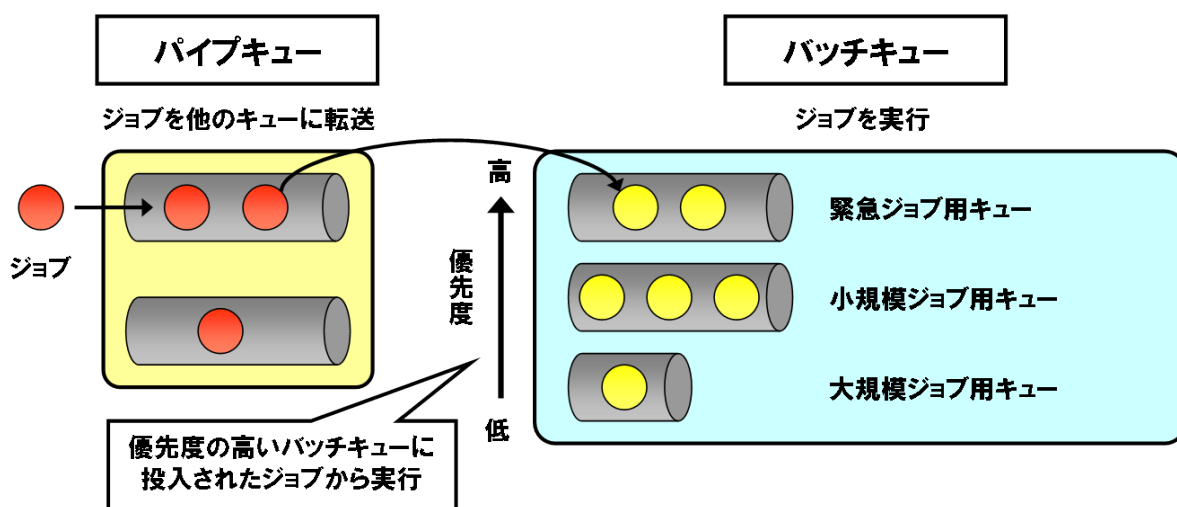 パイプキュー
バッチキュー
ジョブを他のキューに転送
ジョブを実行
ジョブ
高
優先度
低
緊急ジョブ用キュー
小規模ジョブ用キュー
大規模ジョブ用キュー
優先度の高いバッチキューに
投入されたジョブから実行